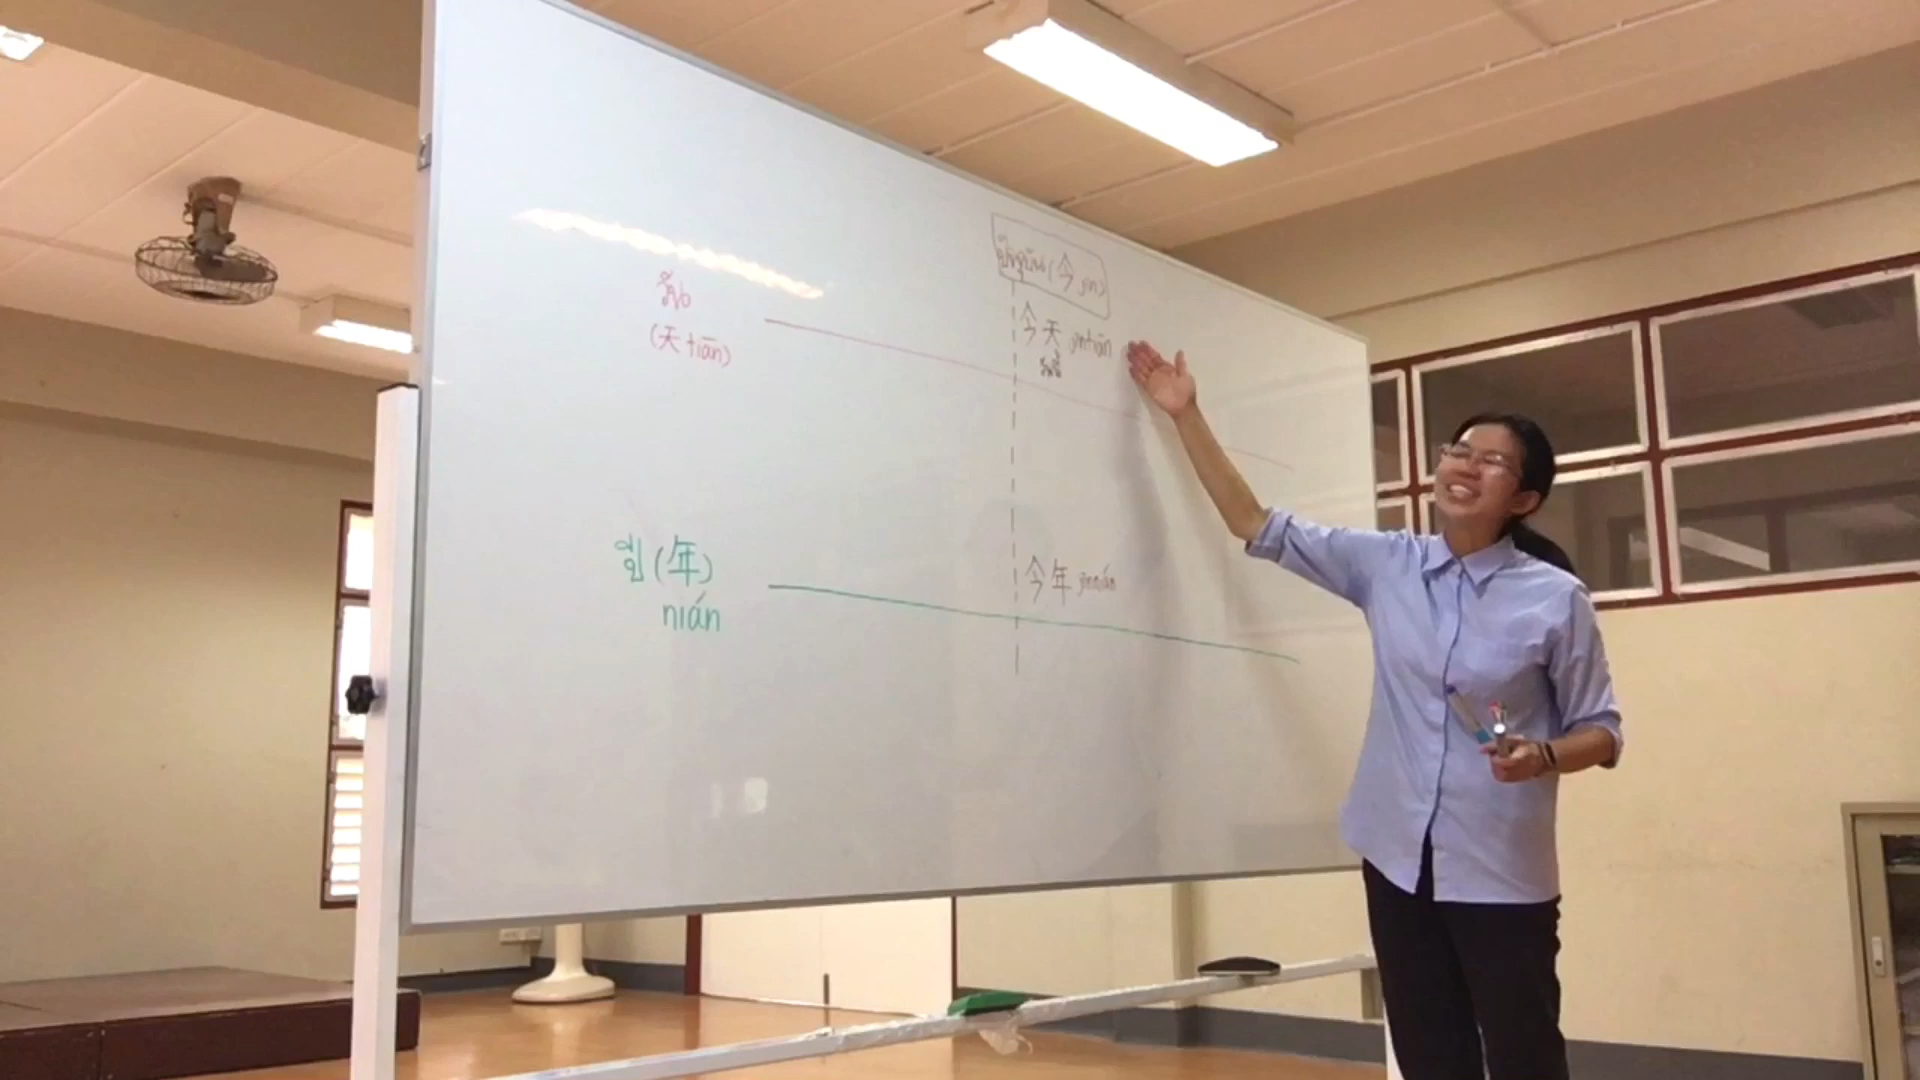 ปัจจุบัน (今 jīn)
วัน
(天 tiān)
今天 jīntiān
วันนี้
ปี (年)
nián
今年 jīnnián